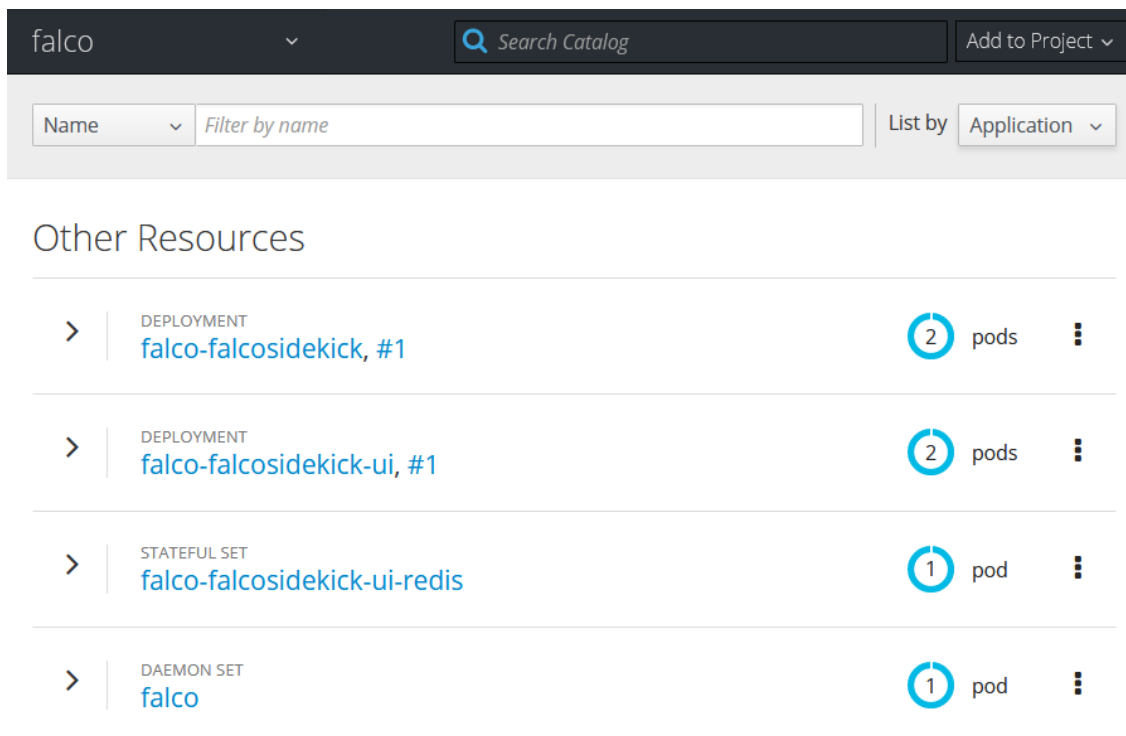 falco Search Catalog Add to Project
Name Filter by name List by Application
Other Resources
DEPLOYMENT
falco-falcosidekick, #1
2 pods
DEPLOYMENT
falco-falcosidekick-ui, #1
2 pods
STATEFUL SET
falco-falcosidekick-ui-redis
1 pod
DAEMON SET
falco
1 pod